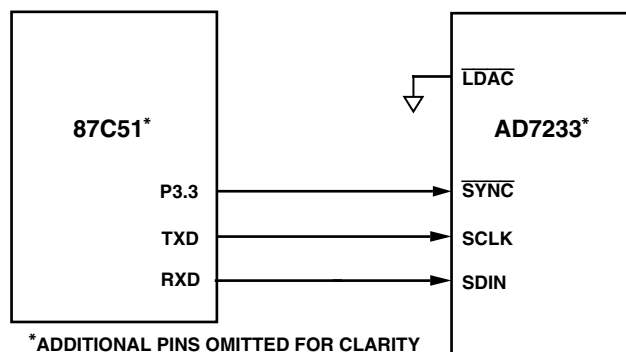 87C51*
P3.3
TXD
RXD
AD7233*
LDAC
SYNC
SCLK
SDIN
*ADDITIONAL PINS OMITTED FOR CLARITY